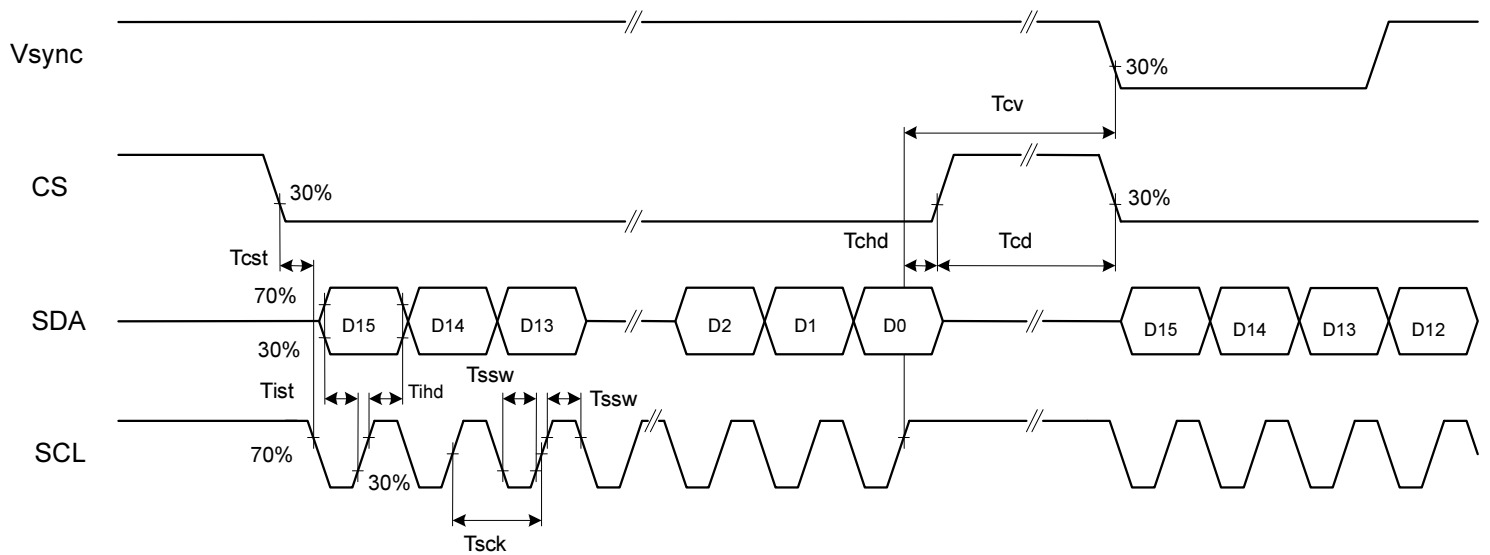 Vsync
30%
Tcv
CS
30%
30%
Tchd
Tcd
Tcst
70%
SDA
D15
D14
D13
D2
D1
D0
D15
D14
D13
D12
30%
Tssw
Tist
Tihd
Tssw
SCL
70%
30%
Tsck